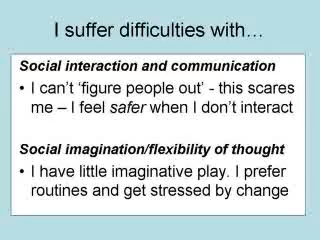 I suffer difficulties with…
Social interaction and communication
• I can't 'figure people out' - this scares
me – I feel safer when I don't interact
Social imagination/flexibility of thought
• I have little imaginative play. I prefer
routines and get stressed by change